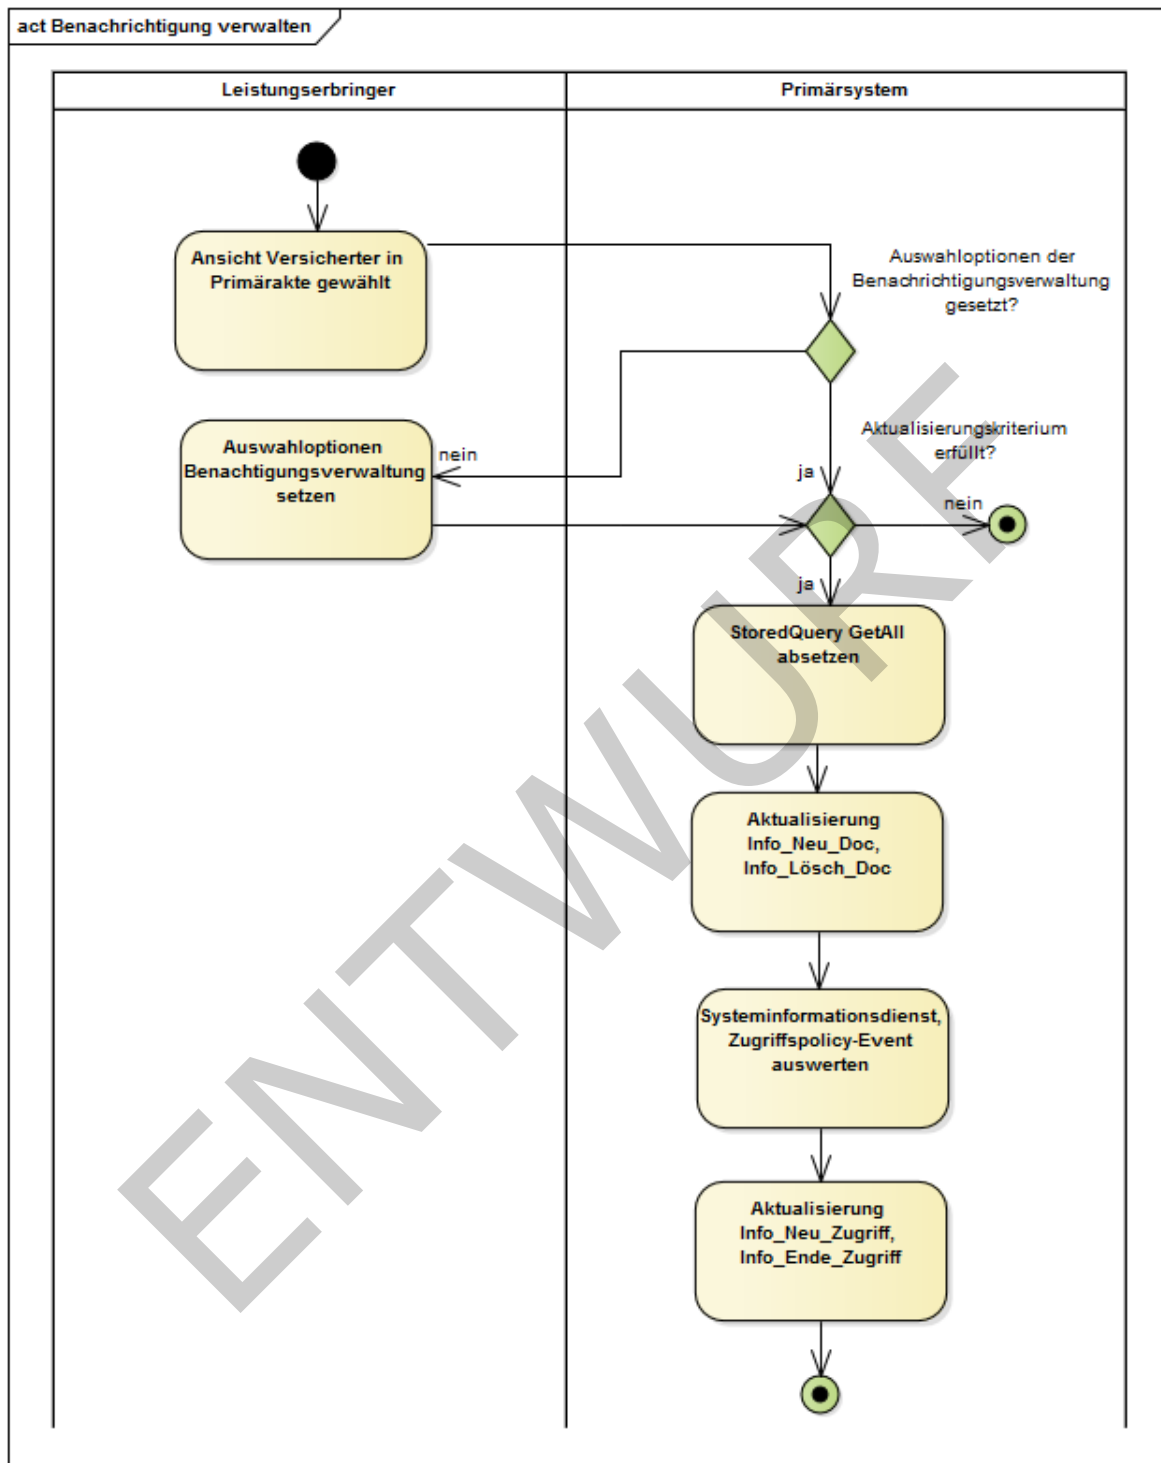 act Benachrichtigung verwalten
Leistungserbringer
Primärsystem
Ansicht Versicherter in
Primärakte gewählt
Auswahloptionen der
Benachrichtigungsverwaltung
gesetzt?
Auswahloptionen
Benachtigungsverwaltung
setzen
nein
Aktualisierungskriterium
erfüllt?
ja
nein
ja
StoredQuery GetAll
absetzen
Aktualisierung
Info_Neu_Doc,
Info_Lösch_Doc
Systeminformationsdienst,
Zugriffspolicy-Event
auswerten
Aktualisierung
Info_Neu_Zugriff,
Info_Ende_Zugriff
ENTWURF